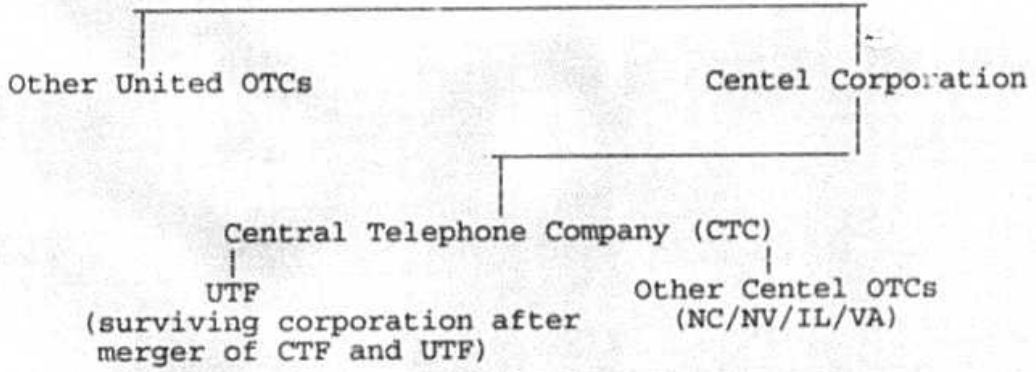 Other United OTCs
Centel Corporation
Central Telephone Company (CTC)
UTF
(surviving corporation after
merger of CTF and UTF)
Other Centel OTCs
(NC/NV/IL/VA)